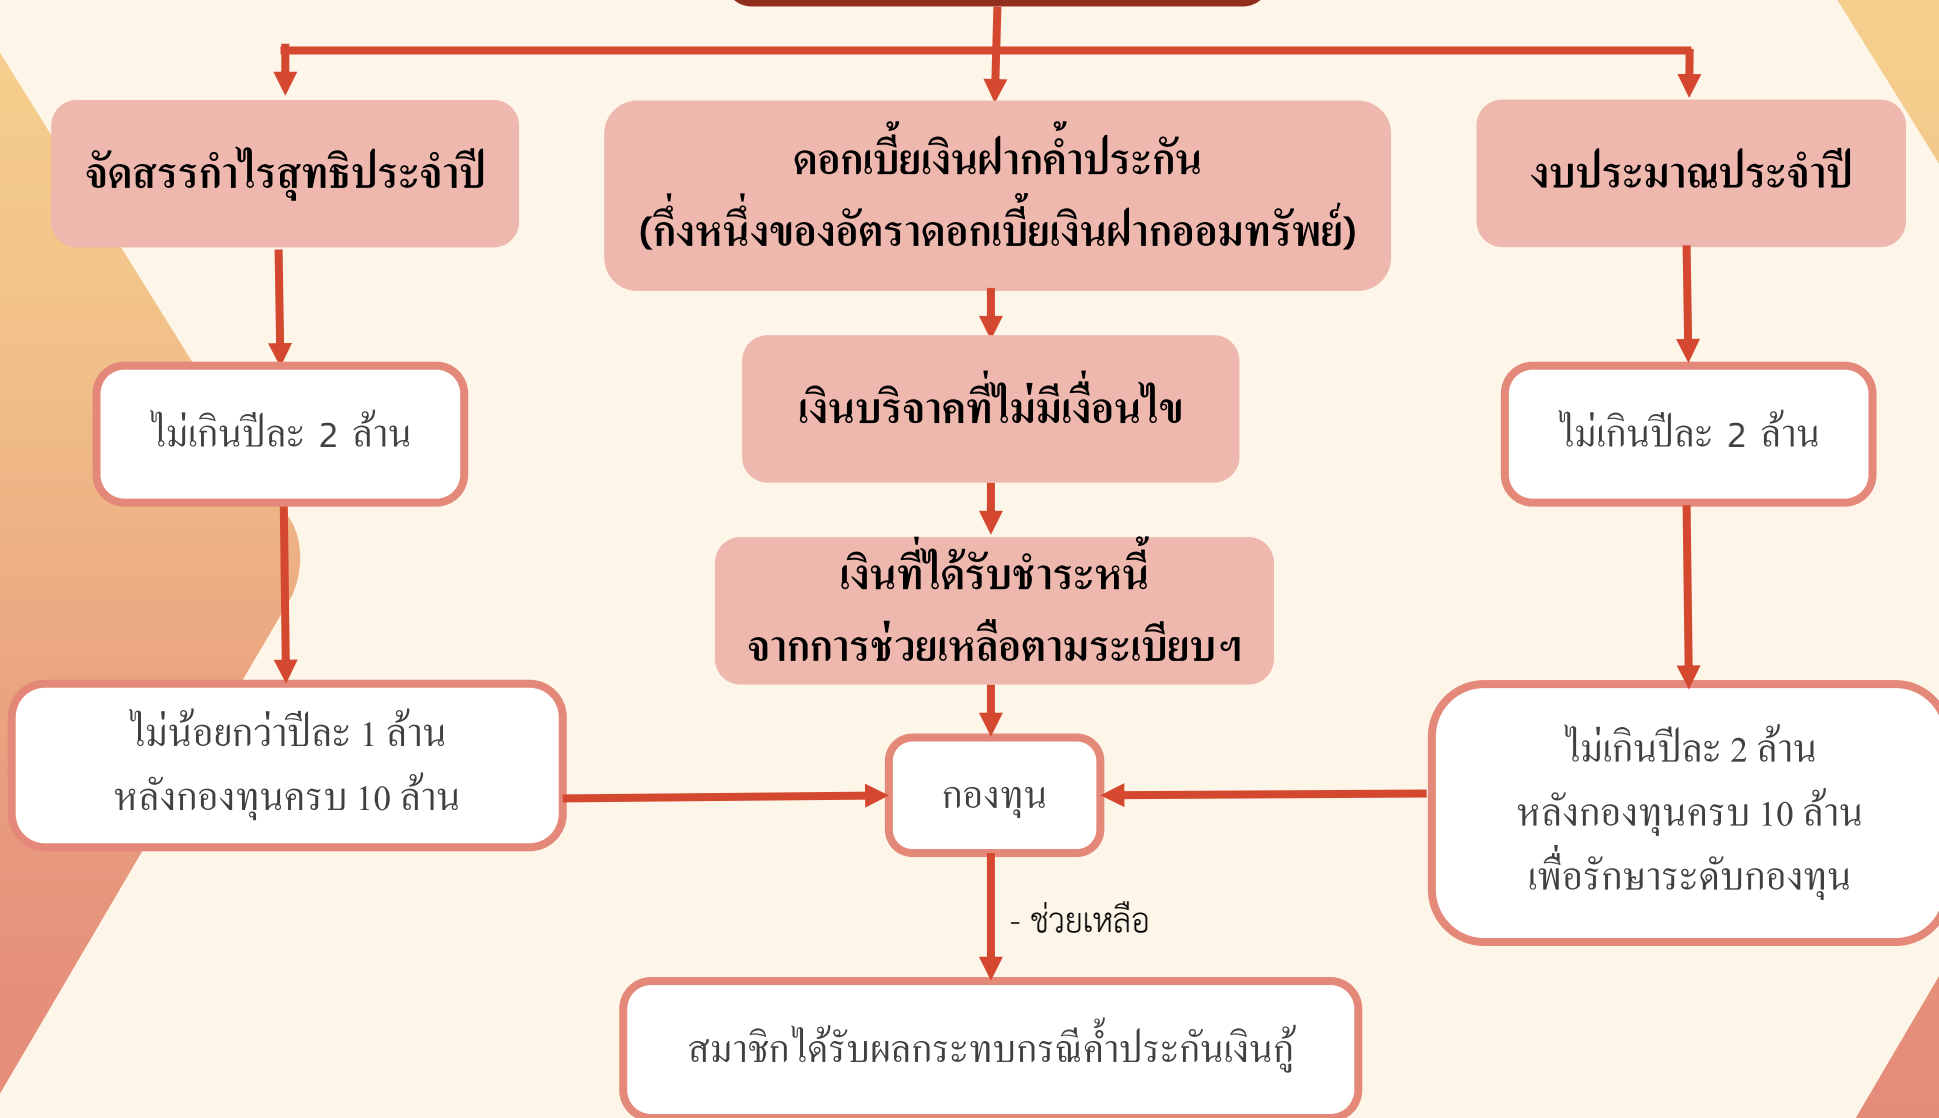 จัดสรรกำไรสุทธิประจำปี
ดอกเบี้ยเงินฝากค้ำประกัน
(กึ่งหนึ่งของอัตราดอกเบี้ยเงินฝากออมทรัพย์)
งบประมาณประจำปี
ไม่เกินปีละ 2 ล้าน
เงินบริจาคที่ไม่มีเงื่อนไข
ไม่เกินปีละ 2 ล้าน
เงินที่ได้รับชำระหนี้
จากการช่วยเหลือตามระเบียบฯ
ไม่น้อยกว่าปีละ 1 ล้าน
หลังกองทุนครบ 10 ล้าน
กองทุน
ไม่เกินปีละ 2 ล้าน
หลังกองทุนครบ 10 ล้าน
เพื่อรักษาระดับกองทุน
- ช่วยเหลือ
สมาชิกได้รับผลกระทบกรณีค้ำประกันเงินกู้